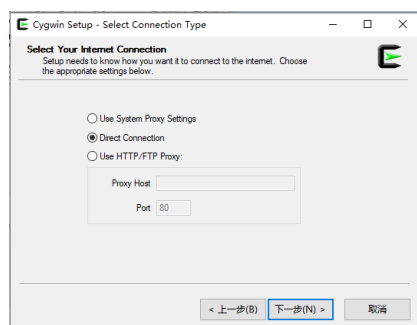 Cygwin Setup - Select Connection Type
Select Your Internet Connection
Setup needs to know how you want it to connect to the internet. Choose
the appropriate settings below.
Use System Proxy Settings
Direct Connection
Use HTTP/FTP Proxy:
Proxy Host
Port 80
< 上一步(B) 下一步(N) > 取消